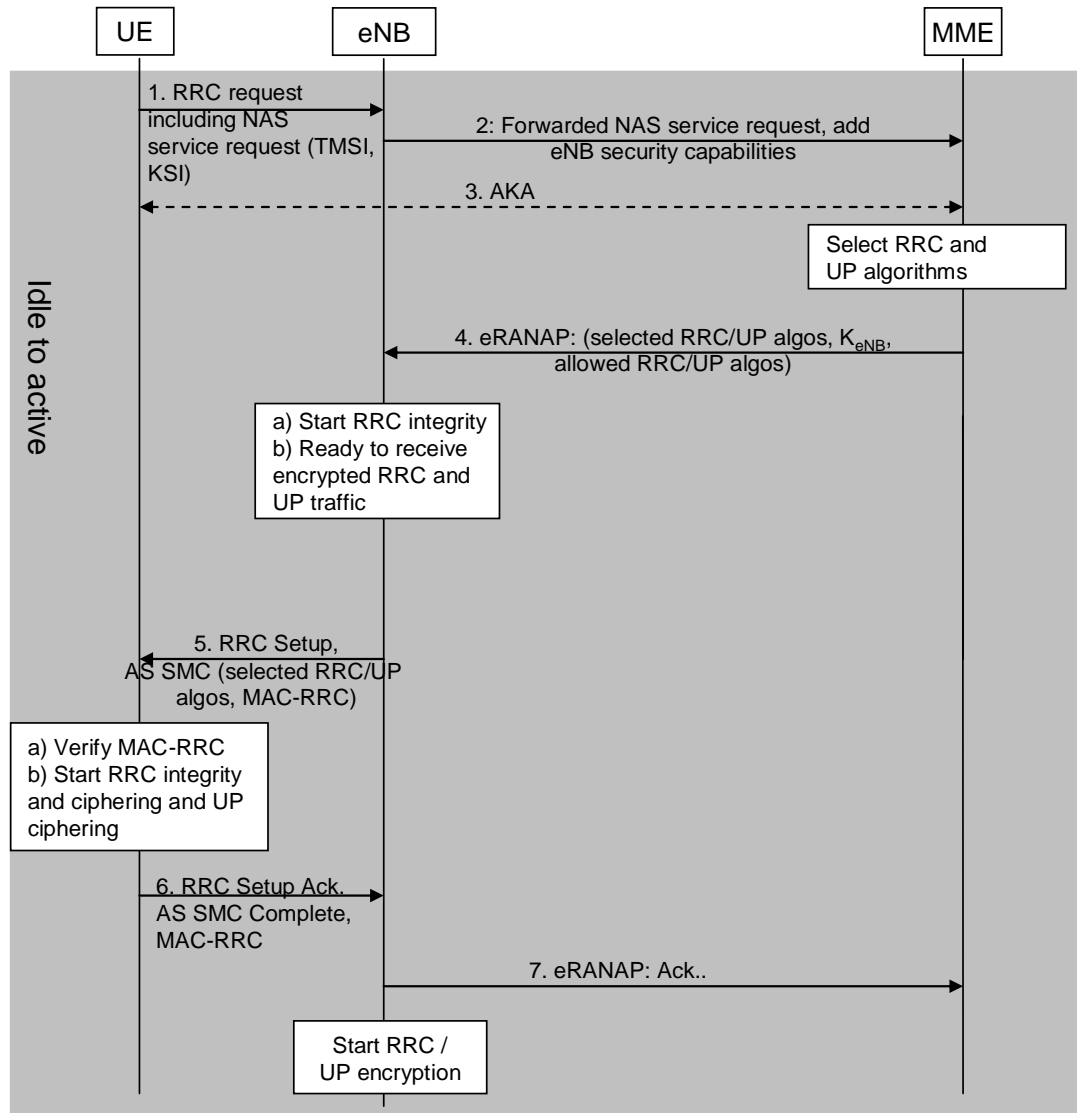 UE
eNB
MME
1. RRC request
including NAS
service request (TMSI,
KSI)
2: Forwarded NAS service request, add
eNB security capabilities
3. AKA
Select RRC and
UP algorithms
Idle to active
4. eRANAP: (selected RRC/UP algos, KeNB,
allowed RRC/UP algos)
a) Start RRC integrity
b) Ready to receive
encrypted RRC and
UP traffic
5. RRC Setup,
AS SMC (selected RRC/UP
algos, MAC-RRC)
a) Verify MAC-RRC
b) Start RRC integrity
and ciphering and UP
ciphering
6. RRC Setup Ack.
AS SMC Complete,
MAC-RRC
7. eRANAP: Ack..
Start RRC /
UP encryption